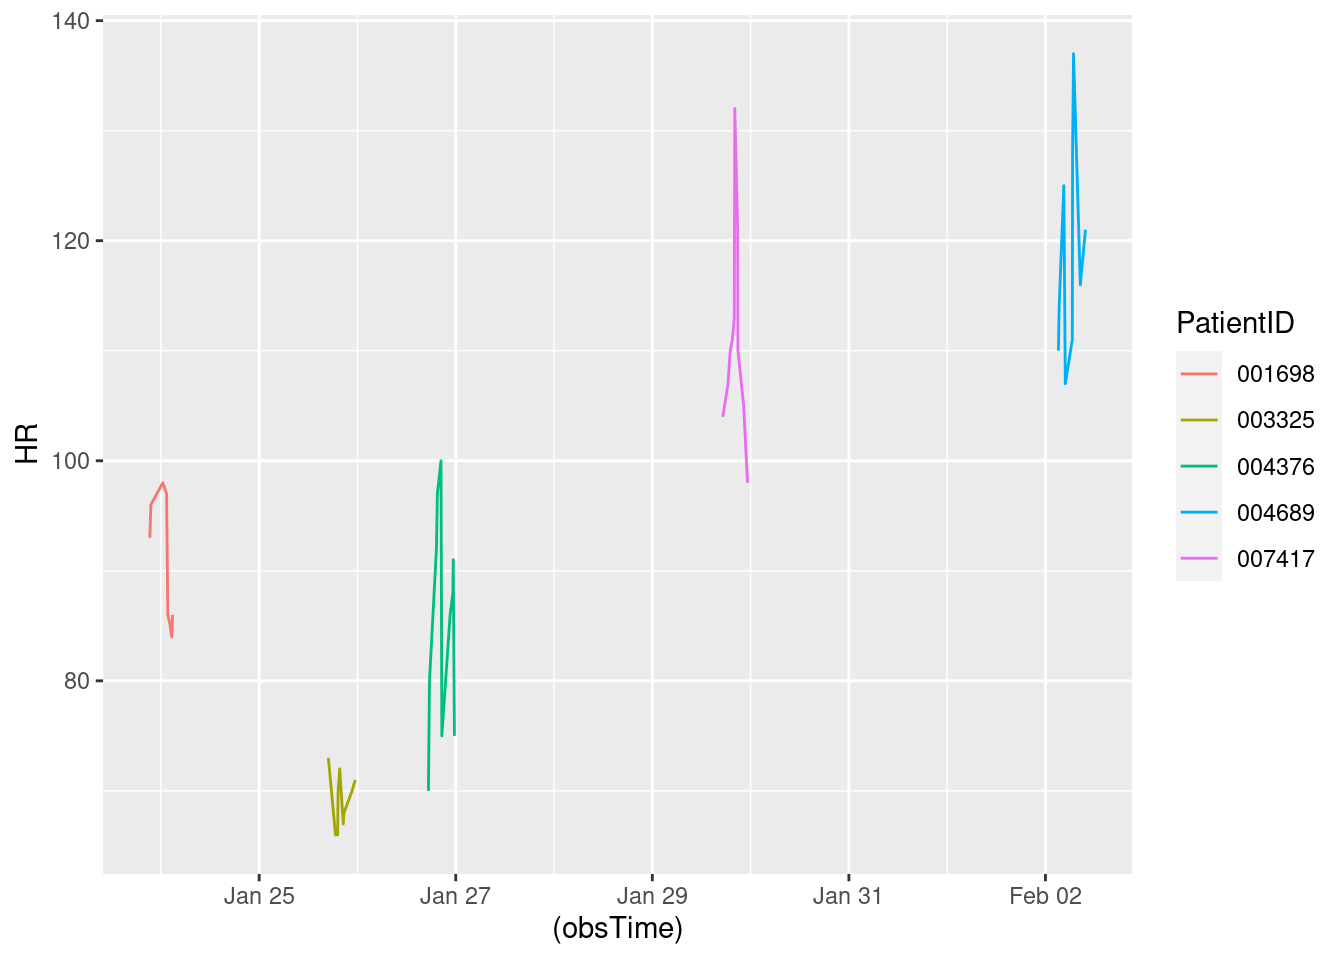 140
120
100
80
HR
Jan 25
Jan 27
Jan 29
Jan 31
Feb 02
(obsTime)
PatientID
001698
003325
004376
004689
007417